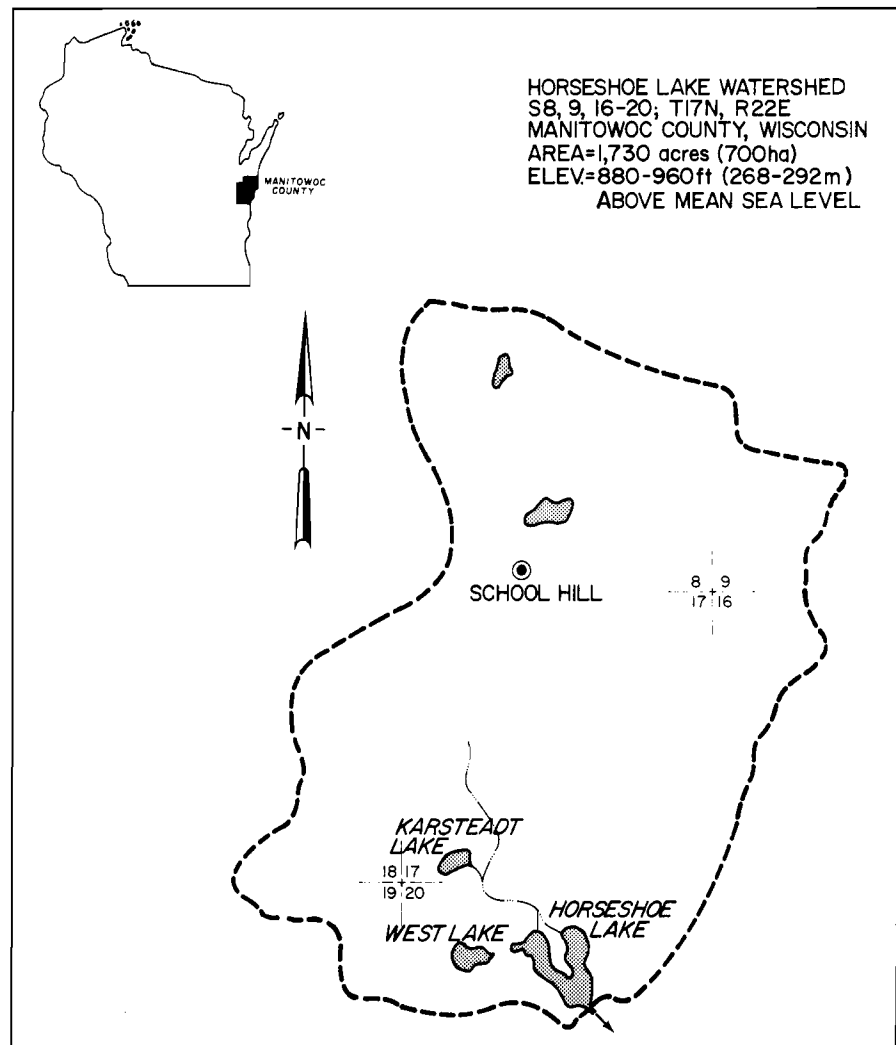 MANITOWOC
COUNTY
HORSESHOE LAKE WATERSHED
S8, 9, 16-20; T17N, R22E
MANITOWOC COUNTY, WISCONSIN
AREA=1,730 acres (700ha)
ELEV.=880-960ft (268-292m)
ABOVE MEAN SEA LEVEL
-N-
SCHOOL HILL
8 9
17 16
KARSTEADT
LAKE
18 17
19 20
HORSESHOE
LAKE
WEST LAKE